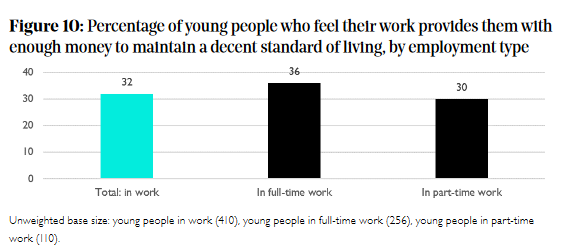 Figure 10: Percentage of young people who feel their work provides them with
enough money to maintain a decent standard of living, by employment type
40
30
20
10
0
32
36
30
Total: in work
In full-time work
In part-time work
Unweighted base size: young people in work (410), young people in full-time work (256), young people in part-time
work (110).